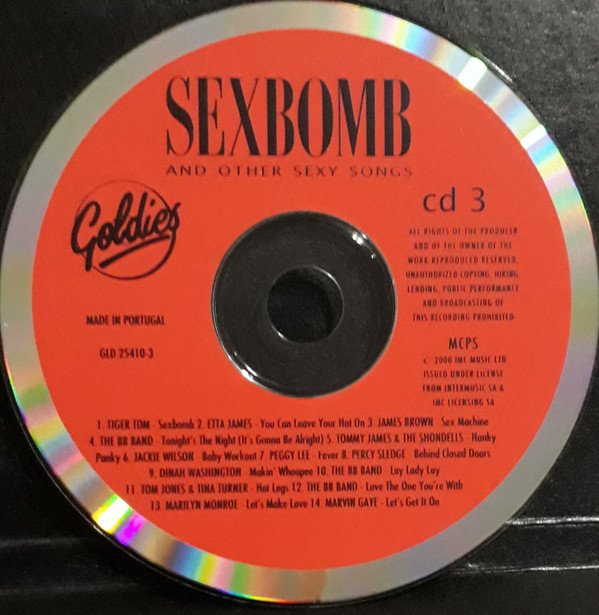 SEXBOMB
AND OTHER SEXY SONGS
Goldies
cd 3
ALL RIGHTS OF THE PRODUCER
AND OF THE OWNER OF THE
WORK REPRODUCED RESERVED.
UNAUTHORIZED COPYING, HIRING,
LENDING, PUBLIC PERFORMANCE
AND BROADCASTING OF
THIS RECORDING PROHIBITED
MADE IN PORTUGAL
GLD 25410-3
MCPS
© 2000 IMC MUSIC LTD
ISSUED UNDER LICENSE
FROM INTERMUSIC SA &
IMC LICENSING SA
1. TIGER TOM - Sexbomb 2. ETTA JAMES - You Can Leave Your Hat On 3. JAMES BROWN - Sex Machine
4. THE BB BAND - Tonight's The Night (It's Gonna Be Alright) 5. TOMMY JAMES & THE SHONDELLS - Hanky
Panky 6. JACKIE WILSON - Baby Workout 7. PEGGY LEE - Fever 8. PERCY SLEDGE - Behind Closed Doors
9. DINAH WASHINGTON - Makin' Whoopee 10. THE BB BAND - Lay Lady Lay
11. TOM JONES & TINA TURNER - Hot Legs 12. THE BB BAND - Love The One You're With
13. MARILYN MONROE - Let's Make Love 14. MARVIN GAYE - Let's Get It On